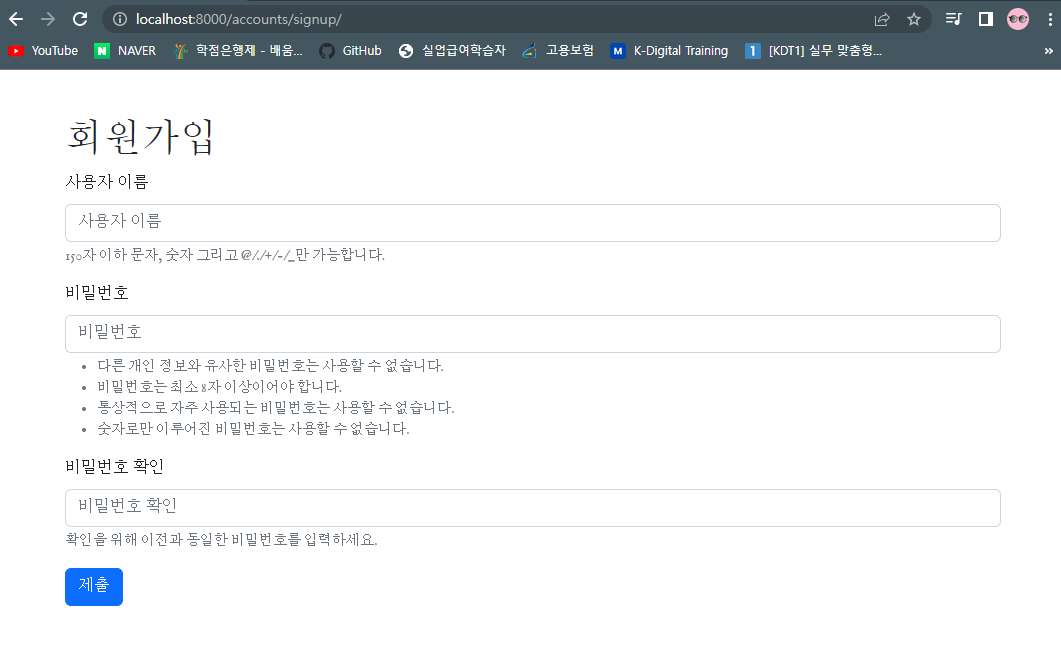 localhost:8000/accounts/signup/
YouTube NAVER 학점은행제 - 배움... GitHub 실업급여학습자 고용보험 K-Digital Training [KDT1] 실무 맞춤형... »
회원가입
사용자 이름
사용자 이름
150자 이하 문자, 숫자 그리고 @/./+/-/_만 가능합니다.
비밀번호
비밀번호
• 다른 개인 정보와 유사한 비밀번호는 사용할 수 없습니다.
• 비밀번호는 최소 8자 이상이어야 합니다.
• 통상적으로 자주 사용되는 비밀번호는 사용할 수 없습니다.
• 숫자로만 이루어진 비밀번호는 사용할 수 없습니다.
비밀번호 확인
비밀번호 확인
확인을 위해 이전과 동일한 비밀번호를 입력하세요.
제출